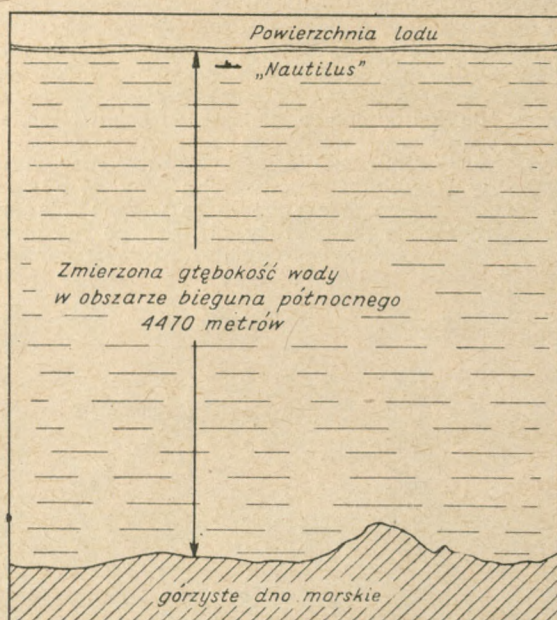 Powierzchnia lodu
„Nautilus”
Zmierzona głębokość wody
w obszarze bieguna północnego
4470 metrów
górzyste dno morskie